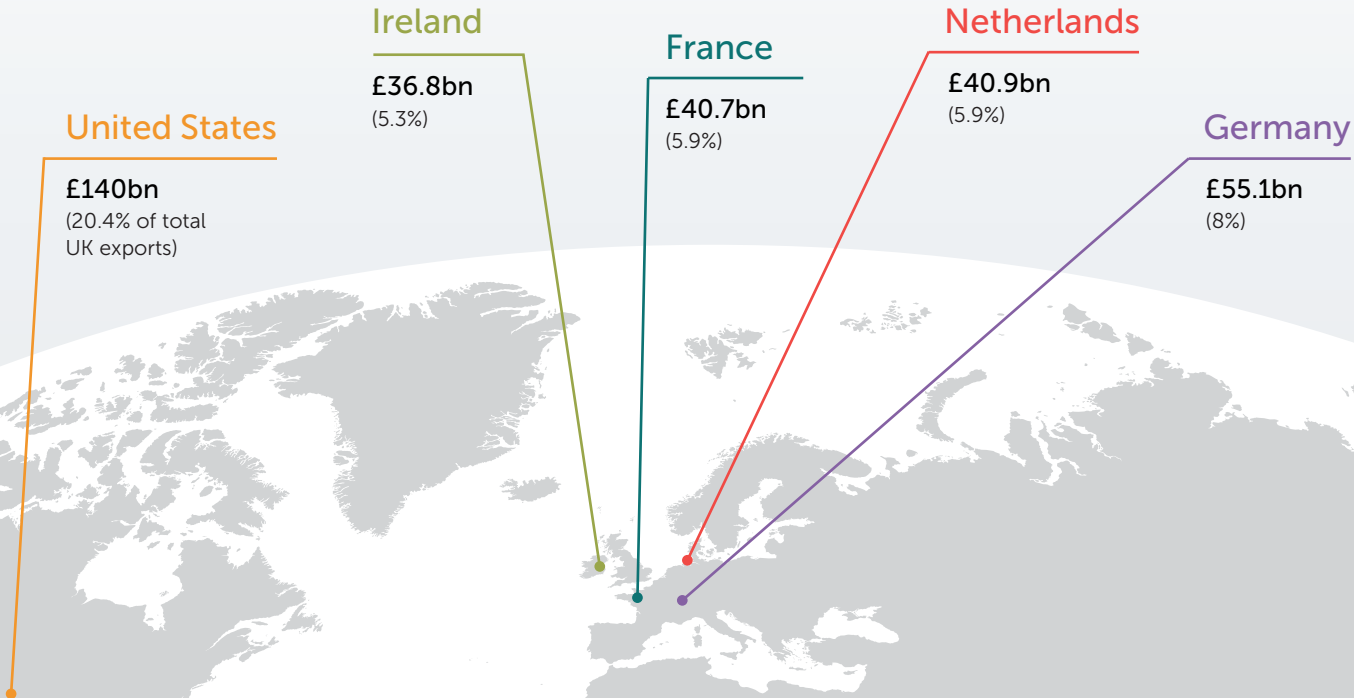 Ireland
£36.8bn
(5.3%)
France
£40.7bn
(5.9%)
Netherlands
£40.9bn
(5.9%)
United States
£140bn
(20.4% of total
UK exports)
Germany
£55.1bn
(8%)